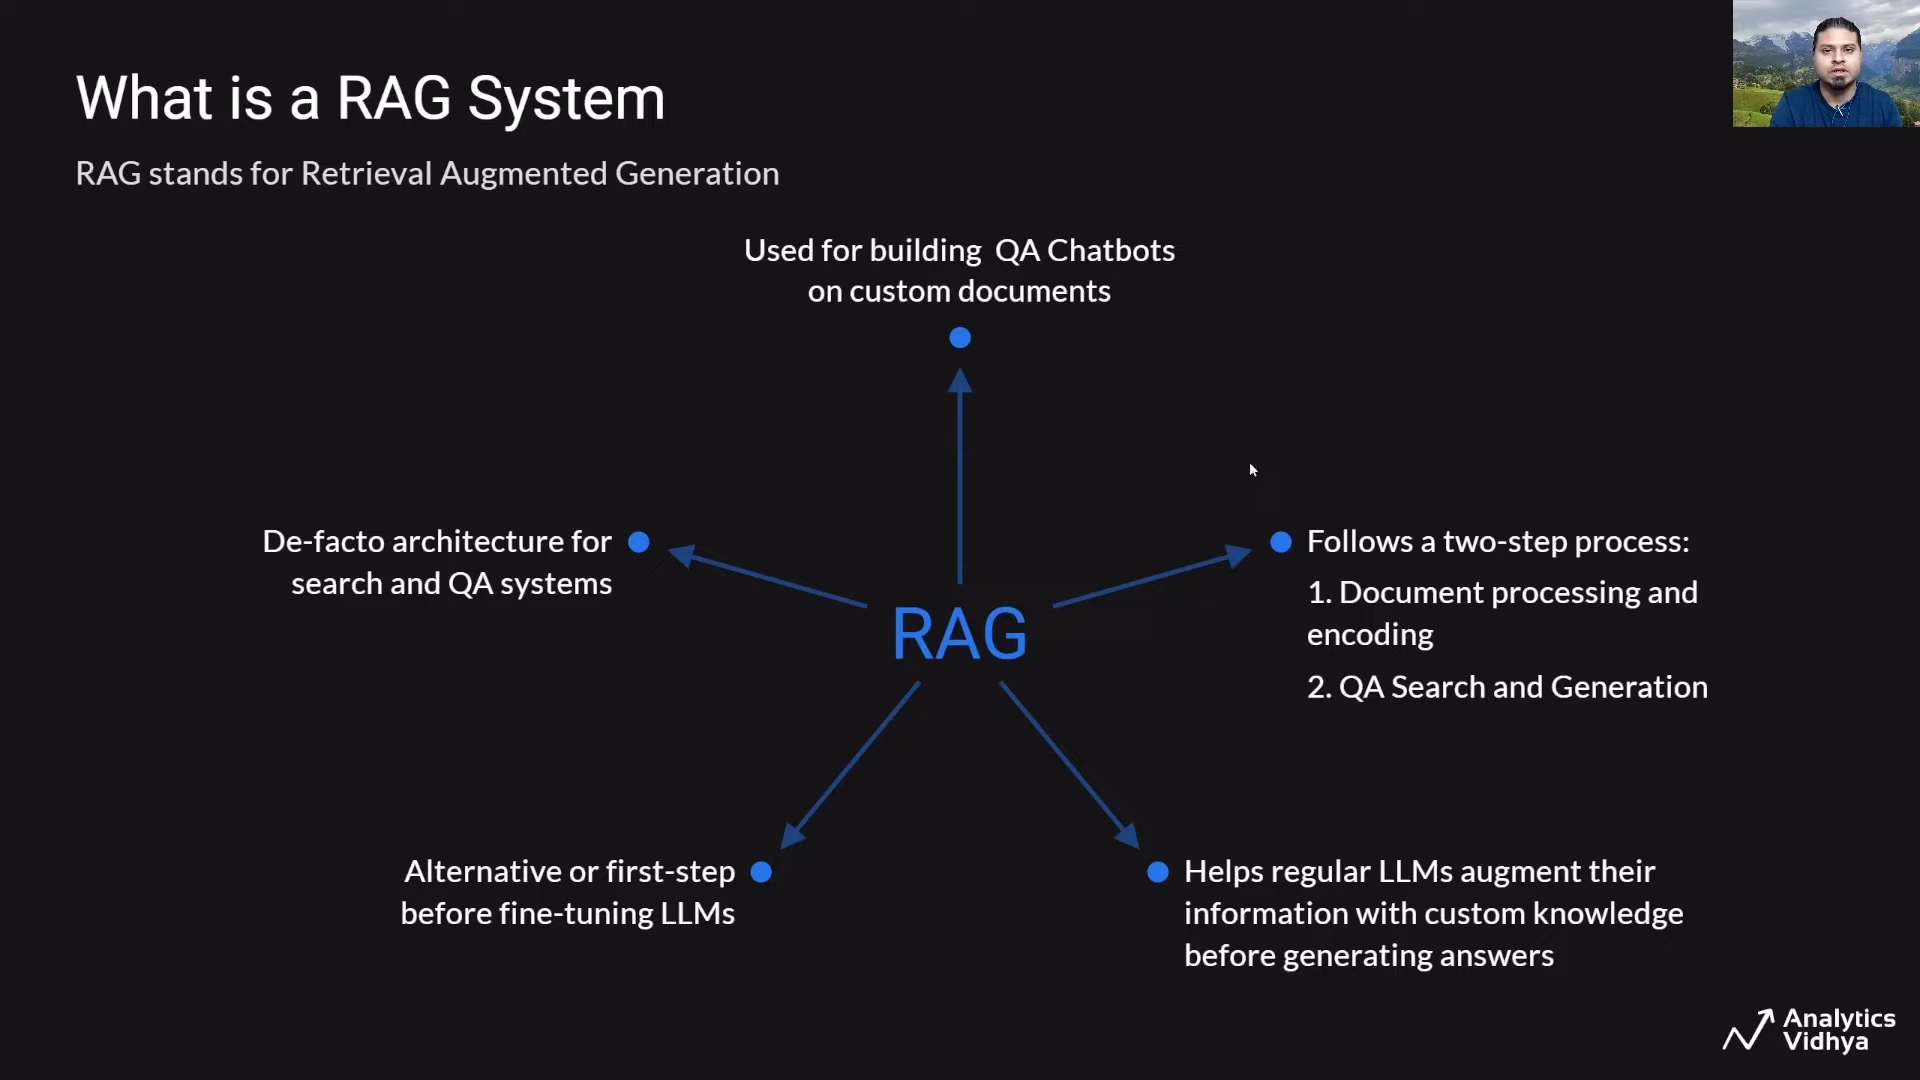 What is a RAG System
RAG stands for Retrieval Augmented Generation
Used for building QA Chatbots
on custom documents
De-facto architecture for
search and QA systems
Follows a two-step process:
1. Document processing and
encoding
2. QA Search and Generation
RAG
Alternative or first-step
before fine-tuning LLMs
Helps regular LLMs augment their
information with custom knowledge
before generating answers
Analytics
Vidhya